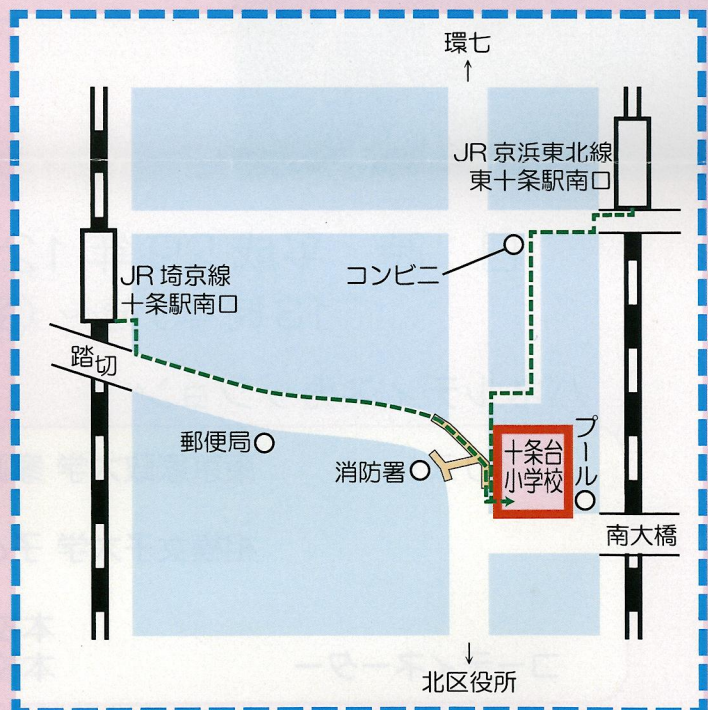 環七
↑
JR 京浜東北線
東十条駅南口
コンビニ
JR 埼京線
十条駅南口
踏切
郵便局
消防署
十条台
小学校
プール
南大橋
↓
北区役所